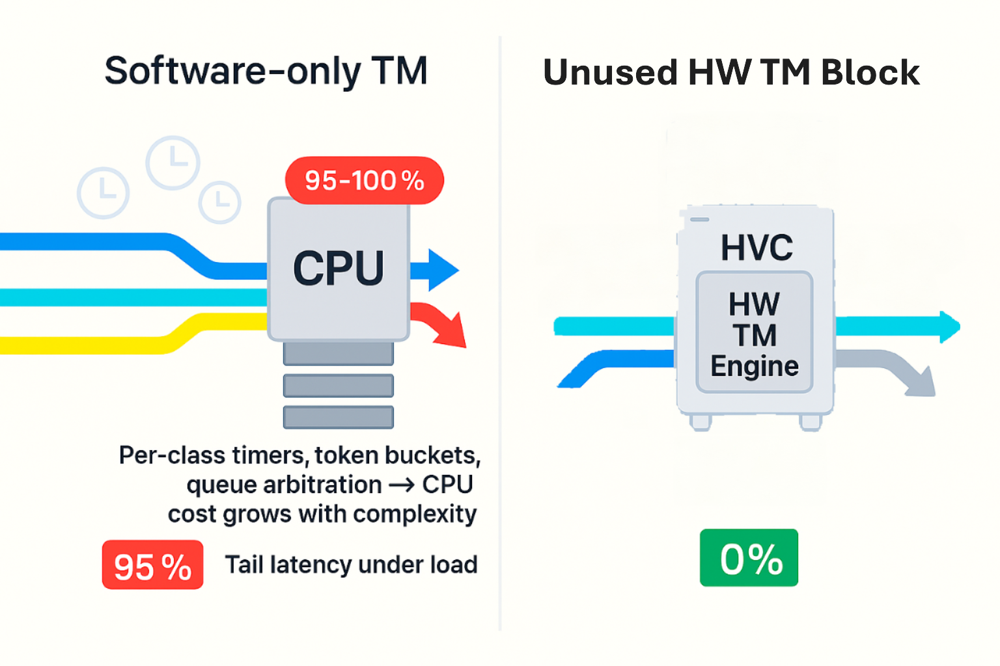 Software-only TM
95-100 %
CPU
Per-class timers, token buckets,
queue arbitration → CPU
cost grows with complexity
95 %
Tail latency under load
Unused HW TM Block
HVC
HW
TM
Engine
0%